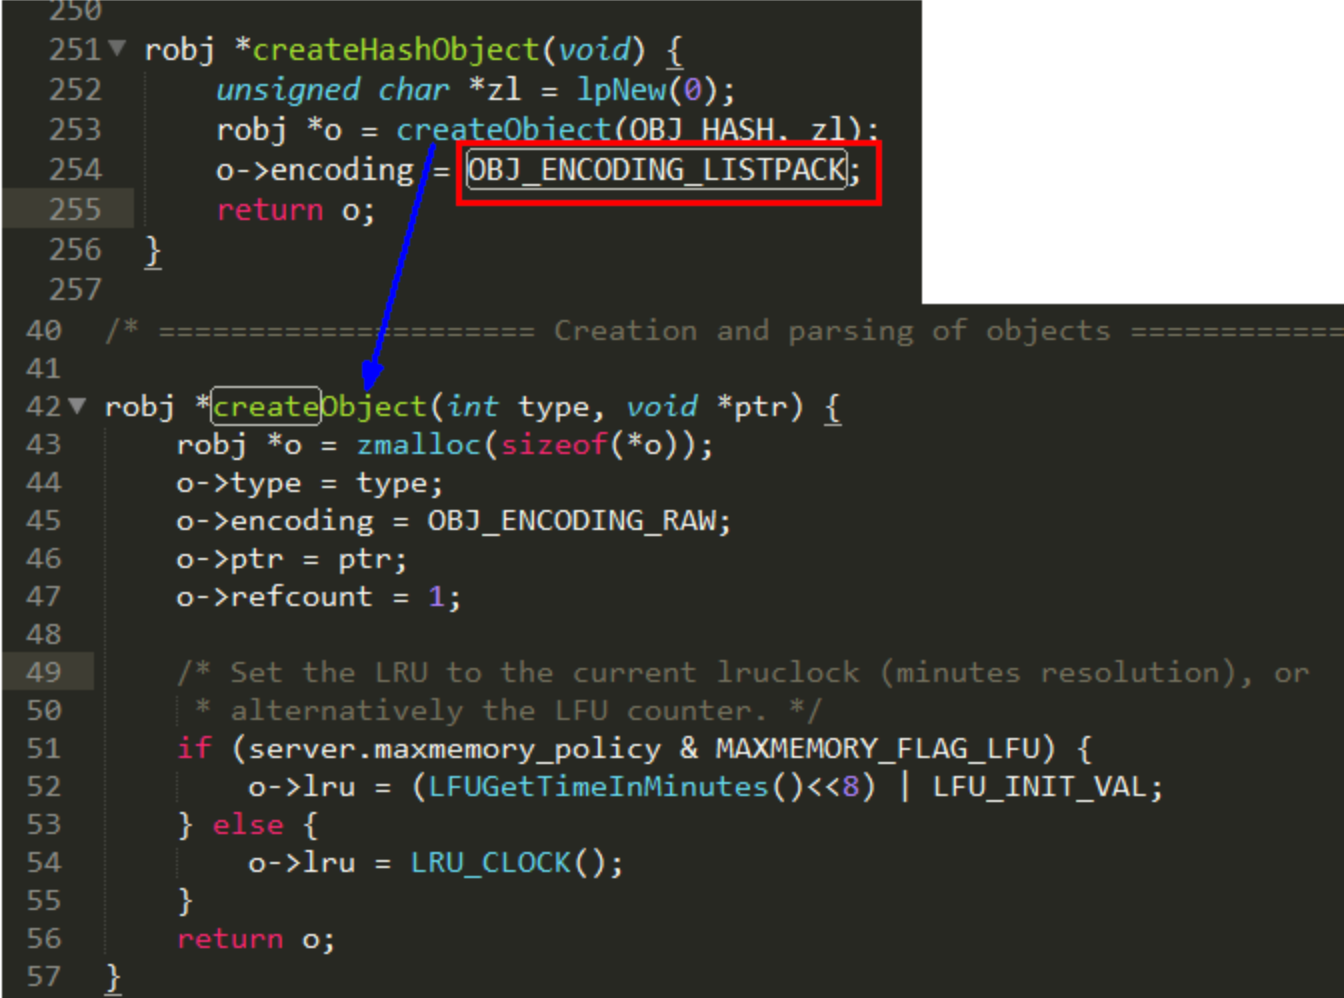 250
251 robj *createHashObject(void) {
252 unsigned char *zl = lpNew(0);
253 robj *o = createObject(OBJ_HASH, zl);
254 o->encoding = OBJ_ENCODING_LISTPACK;
255 return o;
256 }
257
40 /* ===================== Creation and parsing of objects ============
41
42 robj *createObject(int type, void *ptr) {
43 robj *o = zmalloc(sizeof(*o));
44 o->type = type;
45 o->encoding = OBJ_ENCODING_RAW;
46 o->ptr = ptr;
47 o->refcount = 1;
48
49 /* Set the LRU to the current lruclock (minutes resolution), or
50 * alternatively the LFU counter. */
51 if (server.maxmemory_policy & MAXMEMORY_FLAG_LFU) {
52 o->lru = (LFUGetTimeInMinutes()<<8) | LFU_INIT_VAL;
53 } else {
54 o->lru = LRU_CLOCK();
55 }
56 return o;
57 }